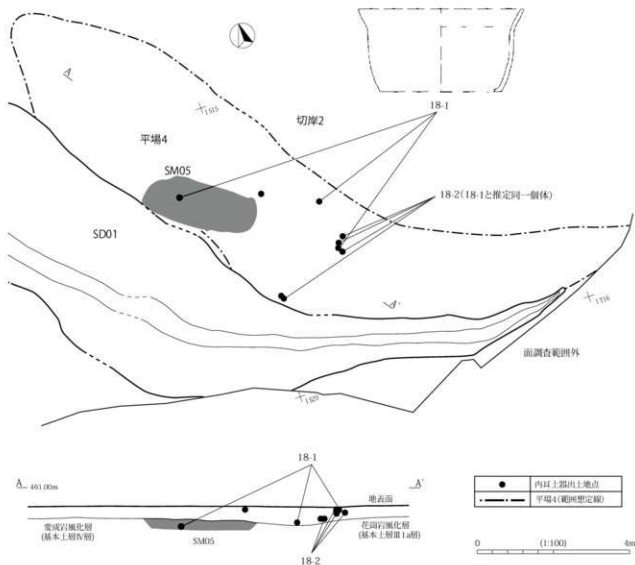 18-1
A
1515
切岸2
平場4
SM05
18-2(18-1と推定同一個体)
SD01
A'
1516
面調査範囲外
1520
18-1
A
461.00m
A'
地表面
変成岩風化層
(基本土層Ⅳ層)
SM05
花崗岩風化層
(基本土層Ⅲ1a層)
18-2
内耳土器出土地点
平場4(範囲想定線)
0
(1:100)
4m